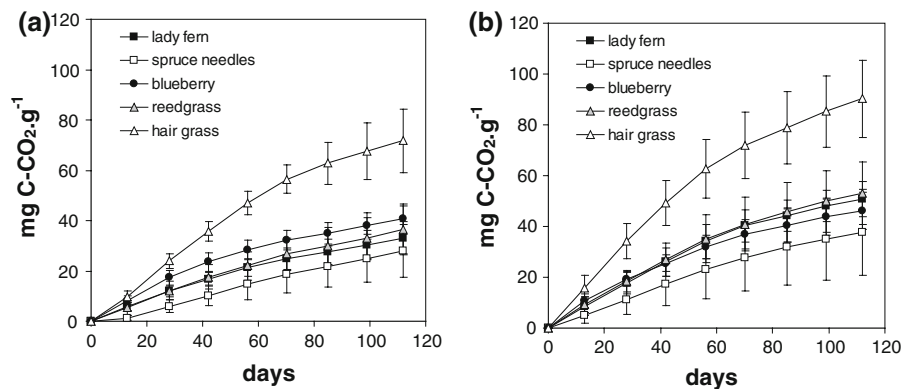 (a)
120
100
80
60
40
20
0
mg C-CO₂.g⁻¹
lady fern
spruce needles
blueberry
reedgrass
hair grass
0 20 40 60 80 100 120
days
(b)
120
100
80
60
40
20
0
mg C-CO₂.g⁻¹
lady fern
spruce needles
blueberry
reedgrass
hair grass
0 20 40 60 80 100 120
days